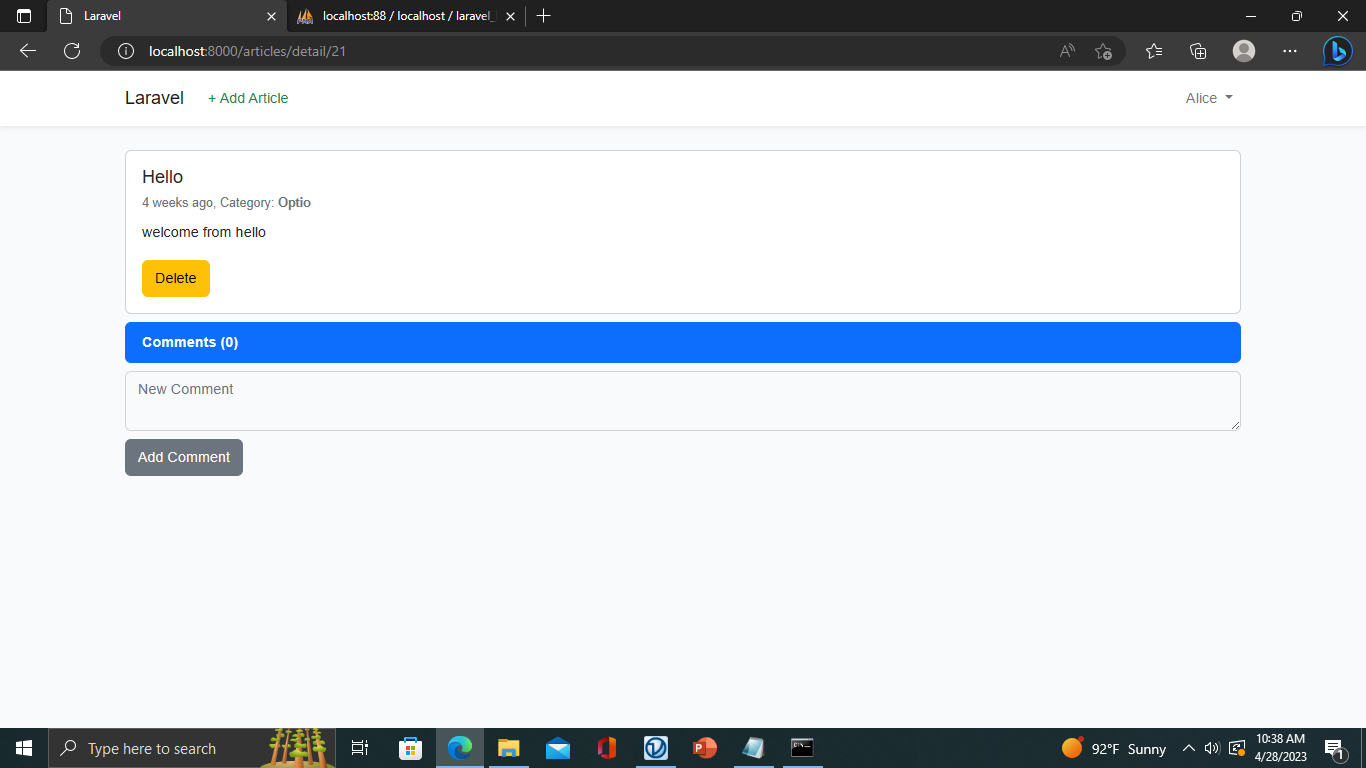 Laravel
localhost:88 / localhost / laravel_
localhost:8000/articles/detail/21
Laravel
+ Add Article
Alice
Hello
4 weeks ago, Category: Optio
welcome from hello
Delete
Comments (0)
New Comment
Add Comment
Type here to search
92°F Sunny
10:38 AM
4/28/2023
1